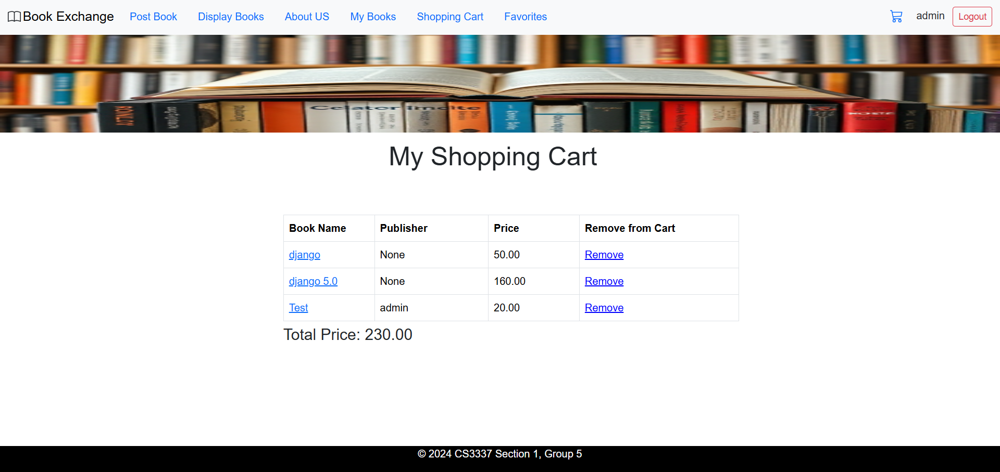 Book Exchange Post Book Display Books About US My Books Shopping Cart Favorites admin Logout
My Shopping Cart
Book Name Publisher Price Remove from Cart
django None 50.00 Remove
django 5.0 None 160.00 Remove
Test admin 20.00 Remove
Total Price: 230.00
© 2024 CS3337 Section 1, Group 5